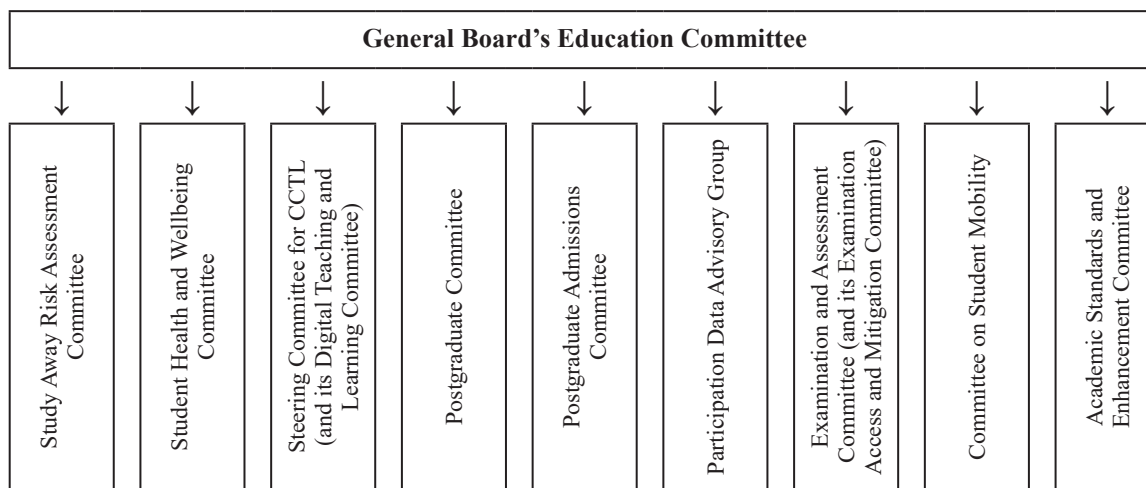 General Board's Education Committee
Study Away Risk Assessment
Committee
Student Health and Wellbeing
Committee
Steering Committee for CCTL
(and its Digital Teaching and
Learning Committee)
Postgraduate Committee
Postgraduate Admissions
Committee
Participation Data Advisory Group
Examination and Assessment
Committee (and its Examination
Access and Mitigation Committee)
Committee on Student Mobility
Academic Standards and
Enhancement Committee